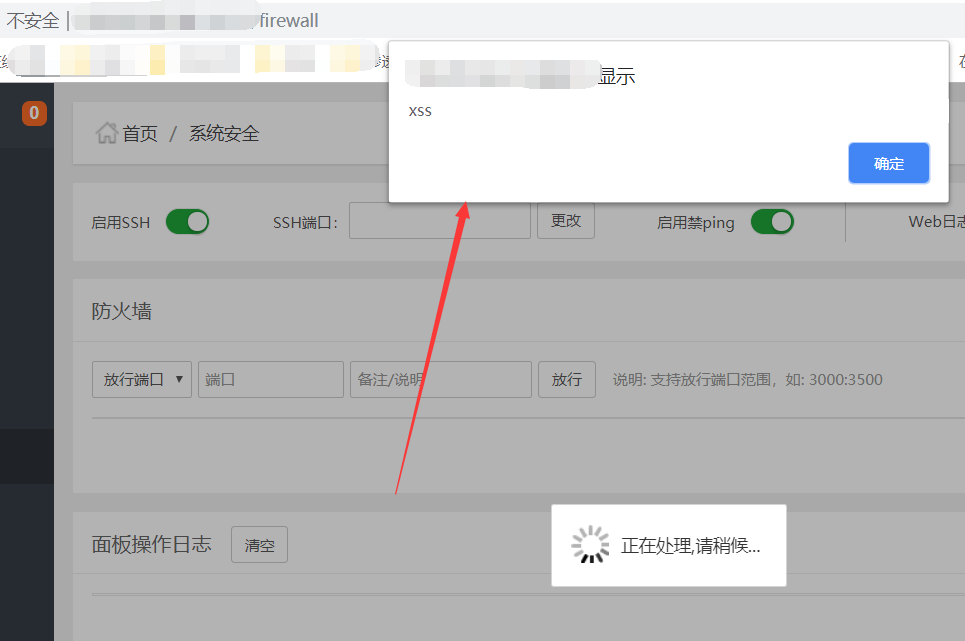 不安全 | firewall
显示
xss
确定
0
首页 / 系统安全
启用SSH SSH端口： 更改 启用禁ping Web日志
防火墙
放行端口 ▼ 端口 备注/说明 放行 说明: 支持放行端口范围，如: 3000:3500
面板操作日志 清空
正在处理,请稍候...